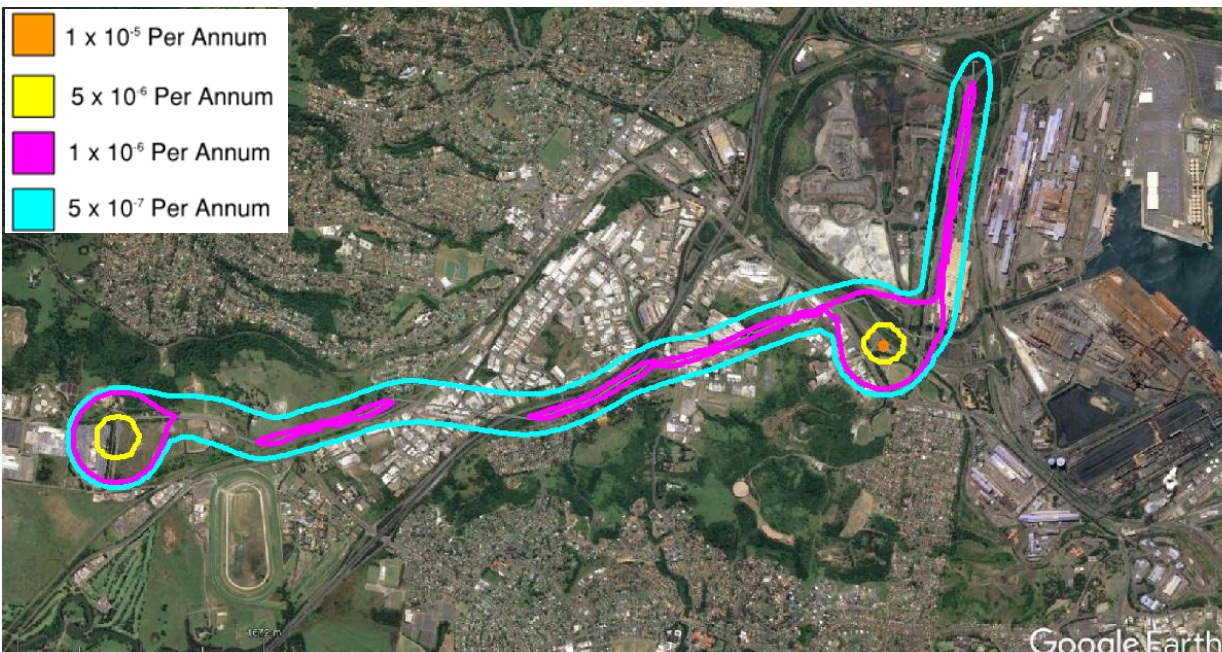 1 x 10⁻⁵ Per Annum
5 x 10⁻⁶ Per Annum
1 x 10⁻⁶ Per Annum
5 x 10⁻⁷ Per Annum
Google Earth